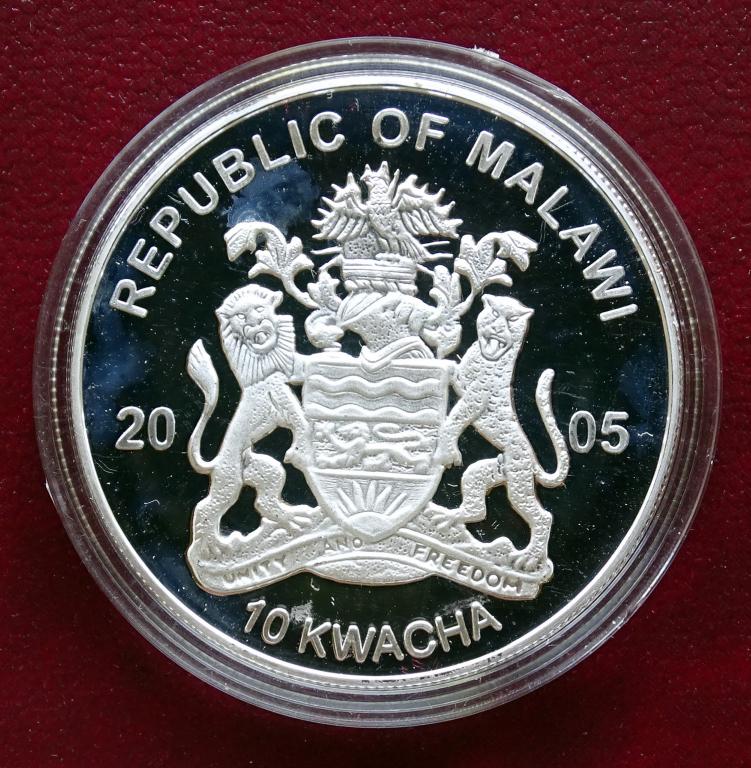 REPUBLIC OF MALAWI
20 05
UNITY AND FREEDOM
10 KWACHA